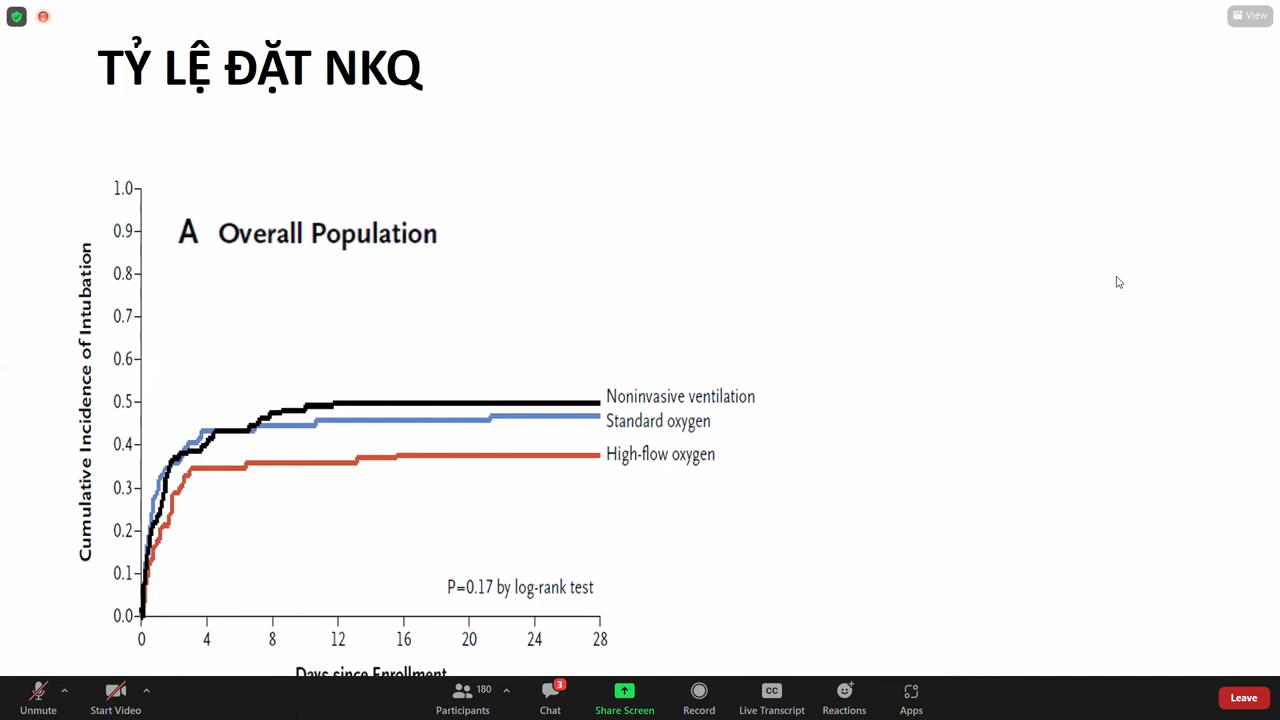 View
TỶ LỆ ĐẶT NKQ
1.0
0.9
0.8
0.7
0.6
0.5
0.4
0.3
0.2
0.1
0.0
Cumulative Incidence of Intubation
A Overall Population
Noninvasive ventilation
Standard oxygen
High-flow oxygen
P=0.17 by log-rank test
0 4 8 12 16 20 24 28
Days since Enrollment
180
3
Unmute Start Video Participants Chat Share Screen Record Live Transcript Reactions Apps
CC
Leave